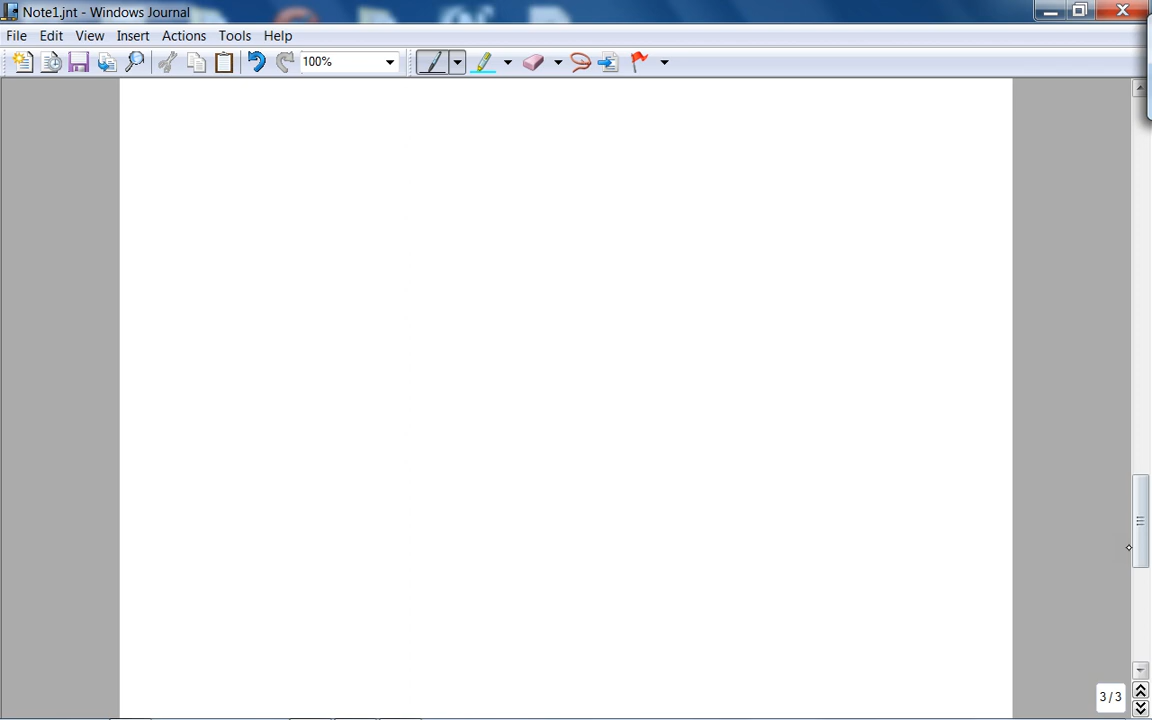 Note1.jnt - Windows Journal
File Edit View Insert Actions Tools Help
100%
3/3